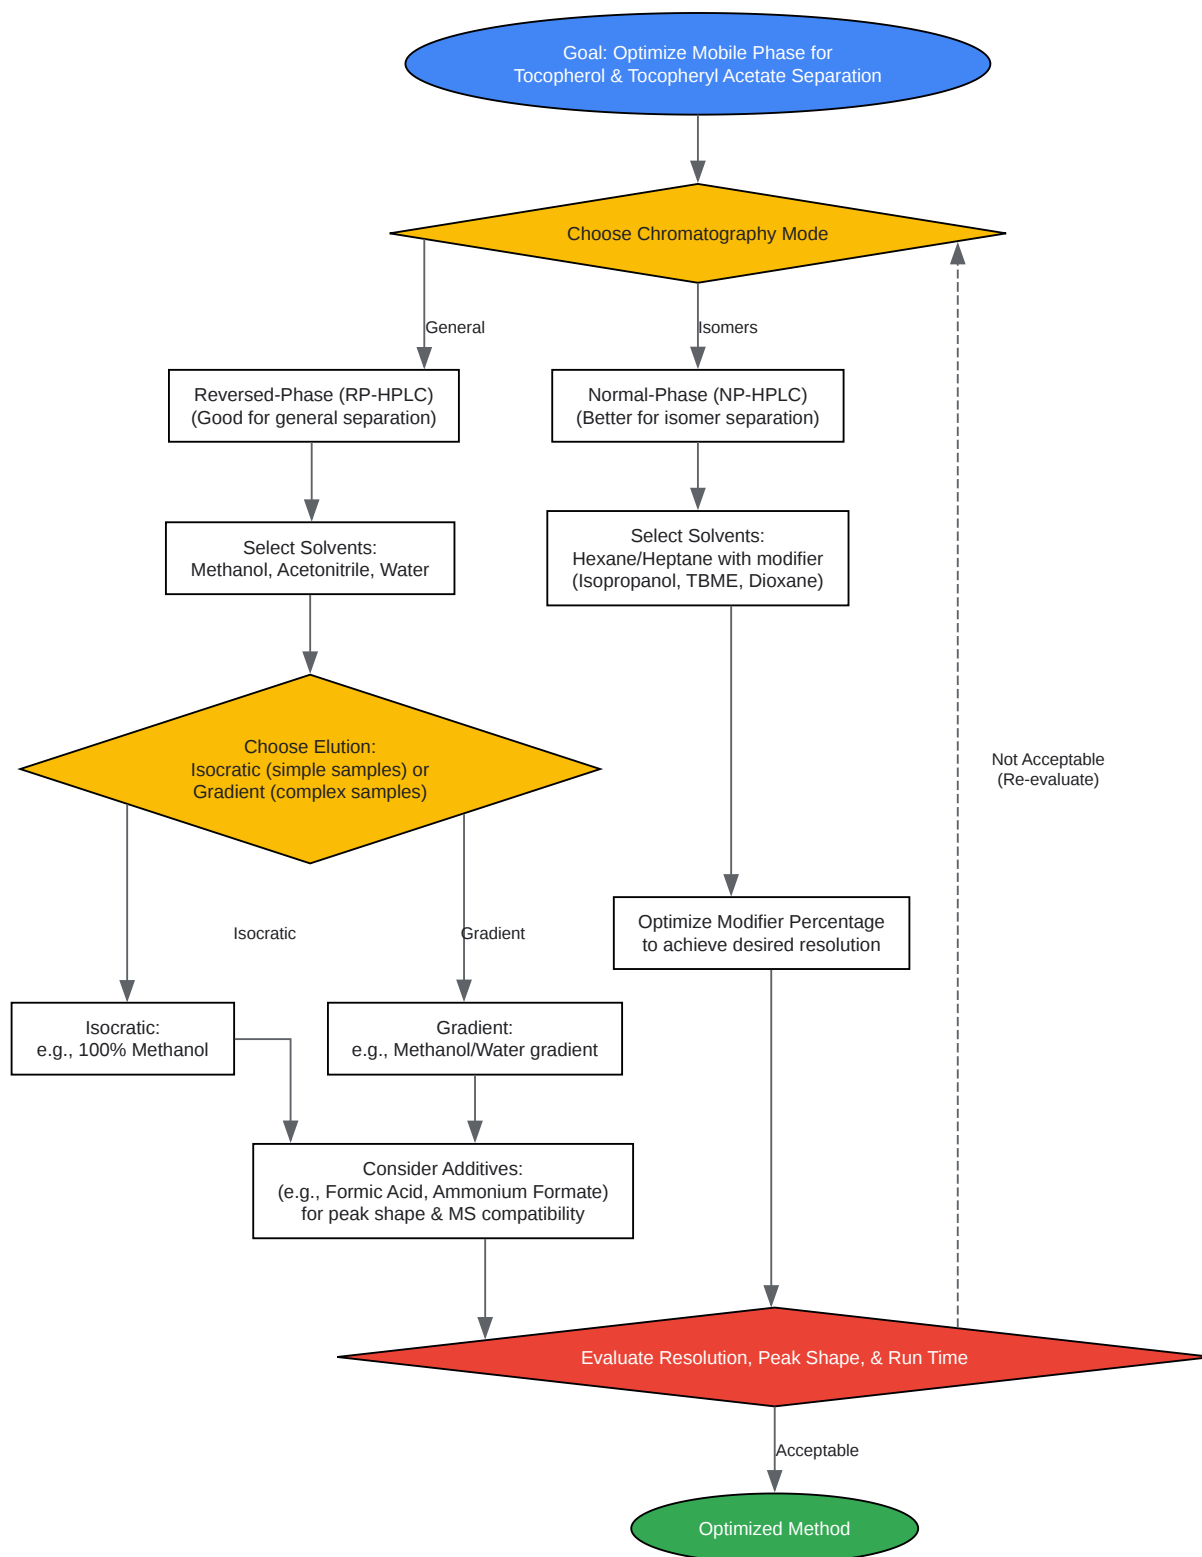 Goal: Optimize Mobile Phase for
Tocopherol & Tocopheryl Acetate Separation
Choose Chromatography Mode
General
Isomers
Reversed-Phase (RP-HPLC)
(Good for general separation)
Normal-Phase (NP-HPLC)
(Better for isomer separation)
Select Solvents:
Methanol, Acetonitrile, Water
Select Solvents:
Hexane/Heptane with modifier
(Isopropanol, TBME, Dioxane)
Choose Elution:
Isocratic (simple samples) or
Gradient (complex samples)
Not Acceptable
(Re-evaluate)
Isocratic
Gradient
Optimize Modifier Percentage
to achieve desired resolution
Isocratic:
e.g., 100% Methanol
Gradient:
e.g., Methanol/Water gradient
Consider Additives:
(e.g., Formic Acid, Ammonium Formate)
for peak shape & MS compatibility
Evaluate Resolution, Peak Shape, & Run Time
Acceptable
Optimized Method